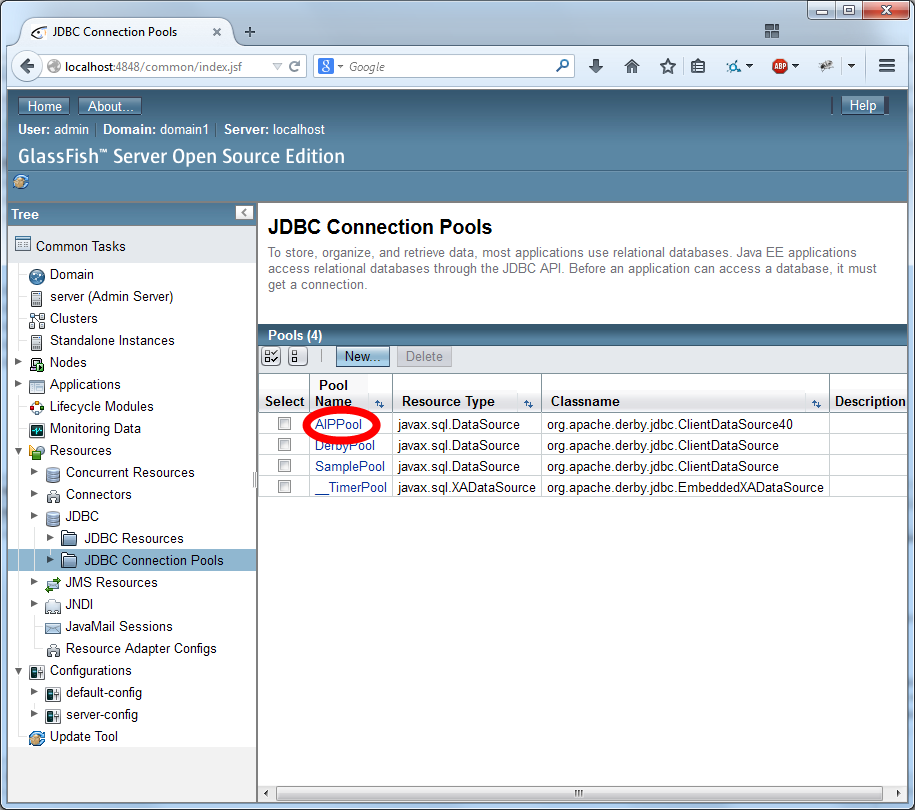 JDBC Connection Pools
localhost:4848/common/index.jsf
8 Google
ABP
Home About... Help
User: admin Domain: domain1 Server: localhost
GlassFish™ Server Open Source Edition
Tree
Common Tasks
Domain
server (Admin Server)
Clusters
Standalone Instances
Nodes
Applications
Lifecycle Modules
Monitoring Data
Resources
Concurrent Resources
Connectors
JDBC
JDBC Resources
JDBC Connection Pools
JMS Resources
JNDI
JavaMail Sessions
Resource Adapter Configs
Configurations
default-config
server-config
Update Tool
JDBC Connection Pools
To store, organize, and retrieve data, most applications use relational databases. Java EE applications
access relational databases through the JDBC API. Before an application can access a database, it must
get a connection.
Pools (4)
New... Delete
Select Pool Name Resource Type Classname Description
AIPPool javax.sql.DataSource org.apache.derby.jdbc.ClientDataSource40
DerbyPool javax.sql.DataSource org.apache.derby.jdbc.ClientDataSource
SamplePool javax.sql.DataSource org.apache.derby.jdbc.ClientDataSource
__TimerPool javax.sql.XADataSource org.apache.derby.jdbc.EmbeddedXADataSource